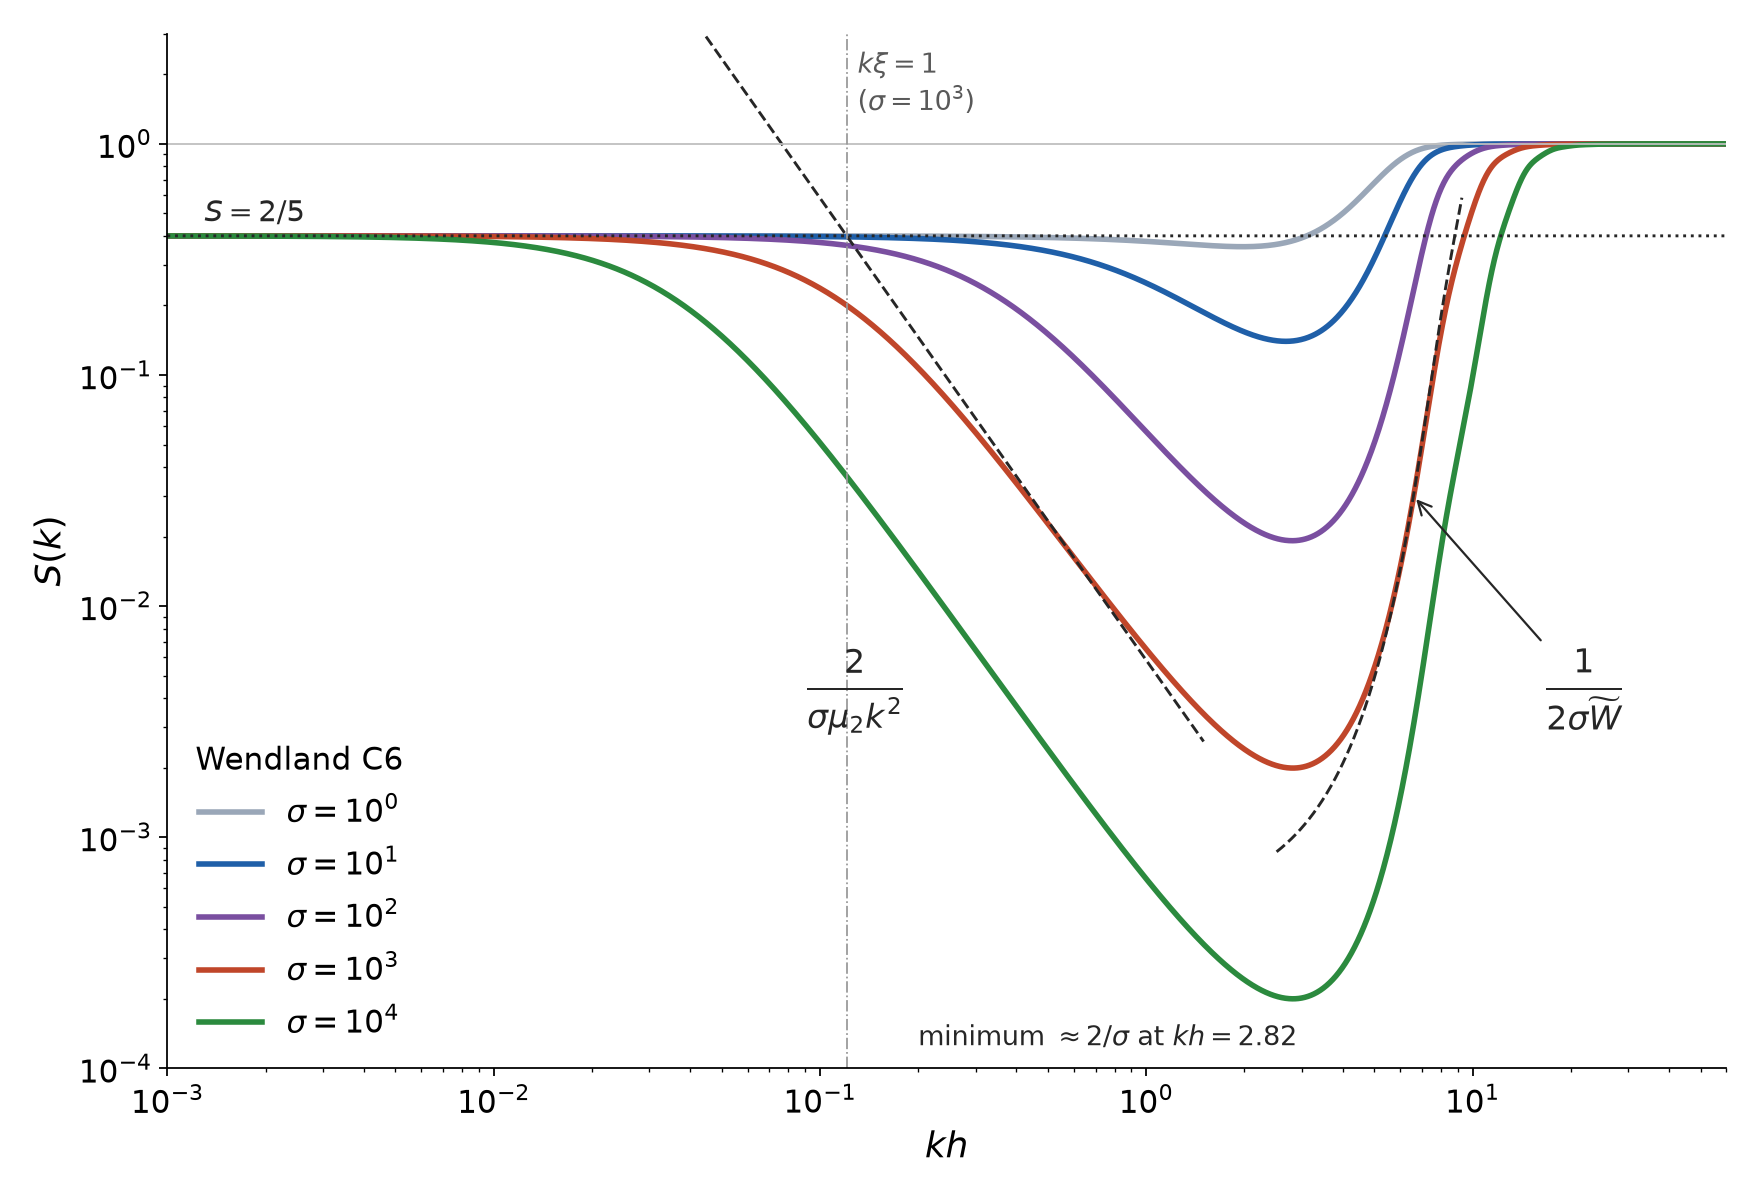 kξ = 1
(σ = 10³)
10⁰
S = 2/5
10⁻¹
S(k)
10⁻²
2
σμ₂k²
1
2σW̃
Wendland C6
σ = 10⁰
10⁻³
σ = 10¹
σ = 10²
σ = 10³
σ = 10⁴
minimum ≈ 2/σ at kh = 2.82
10⁻⁴
10⁻³ 10⁻² 10⁻¹ 10⁰ 10¹
kh